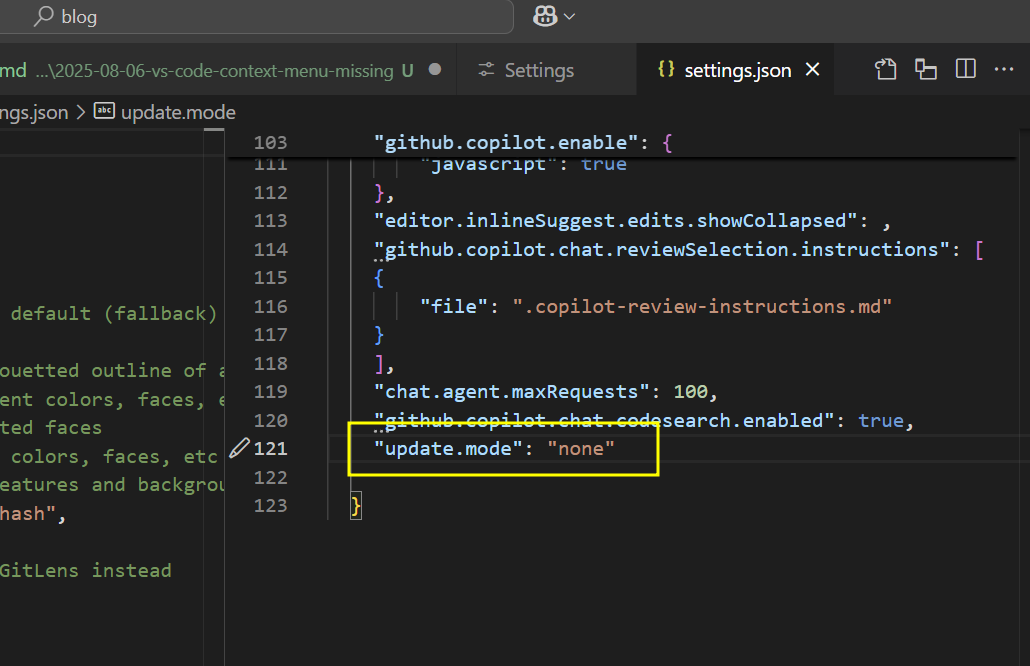 blog
md ...\2025-08-06-vs-code-context-menu-missing U
Settings
{} settings.json
ngs.json > abc update.mode
103 "github.copilot.enable": {
111 "javascript": true
112 },
113 "editor.inlineSuggest.edits.showCollapsed": ,
114 "github.copilot.chat.reviewSelection.instructions": [
115 {
116 "file": ".copilot-review-instructions.md"
117 }
118 ],
119 "chat.agent.maxRequests": 100,
120 "github.copilot.chat.codesearch.enabled": true,
121 "update.mode": "none"
122
123 }
default (fallback)
ouetted outline of a
ent colors, faces, e
ted faces
colors, faces, etc
eatures and backgrou
hash",
GitLens instead